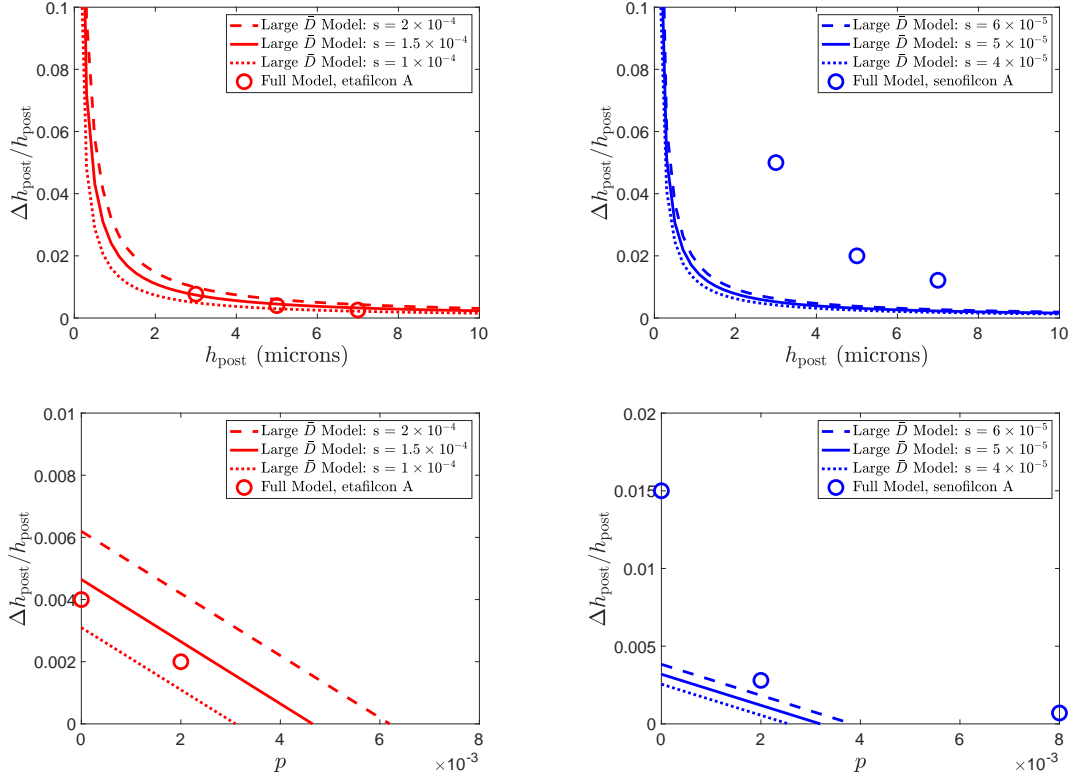 0.1
0.08
0.06
0.04
0.02
0
Δh_post/h_post
0 2 4 6 8 10
h_post (microns)
Large D̄ Model: s = 2 × 10⁻⁴
Large D̄ Model: s = 1.5 × 10⁻⁴
Large D̄ Model: s = 1 × 10⁻⁴
Full Model, etafilcon A
0.1
0.08
0.06
0.04
0.02
0
Δh_post/h_post
0 2 4 6 8 10
h_post (microns)
Large D̄ Model: s = 6 × 10⁻⁵
Large D̄ Model: s = 5 × 10⁻⁵
Large D̄ Model: s = 4 × 10⁻⁵
Full Model, senofilcon A
0.01
0.008
0.006
0.004
0.002
0
Δh_post/h_post
0 2 4 6 8
p
×10⁻³
Large D̄ Model: s = 2 × 10⁻⁴
Large D̄ Model: s = 1.5 × 10⁻⁴
Large D̄ Model: s = 1 × 10⁻⁴
Full Model, etafilcon A
0.02
0.015
0.01
0.005
0
Δh_post/h_post
0 2 4 6 8
p
×10⁻³
Large D̄ Model: s = 6 × 10⁻⁵
Large D̄ Model: s = 5 × 10⁻⁵
Large D̄ Model: s = 4 × 10⁻⁵
Full Model, senofilcon A